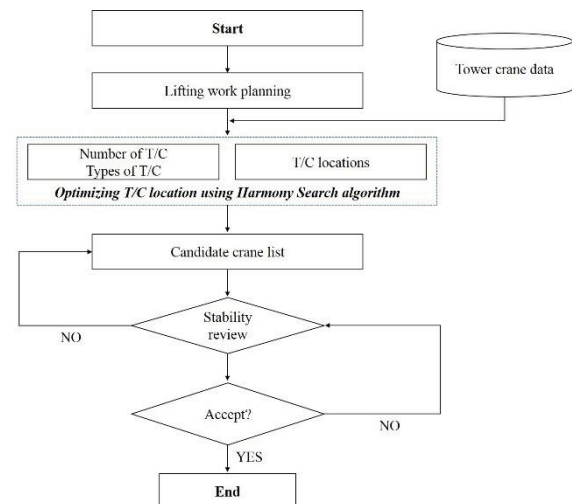 Start
Tower crane data
Lifting work planning
Number of T/C
Types of T/C
T/C locations
Optimizing T/C location using Harmony Search algorithm
Candidate crane list
Stability
review
NO
Accept?
NO
YES
End